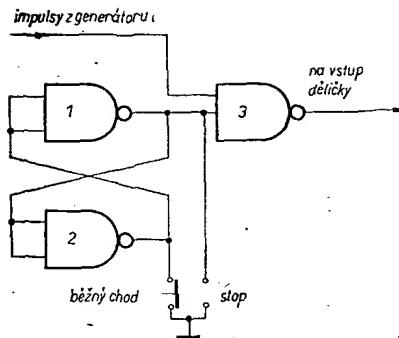 impulsy z generátoru
1
3
na vstup
děličky
2
běžný chod
stop